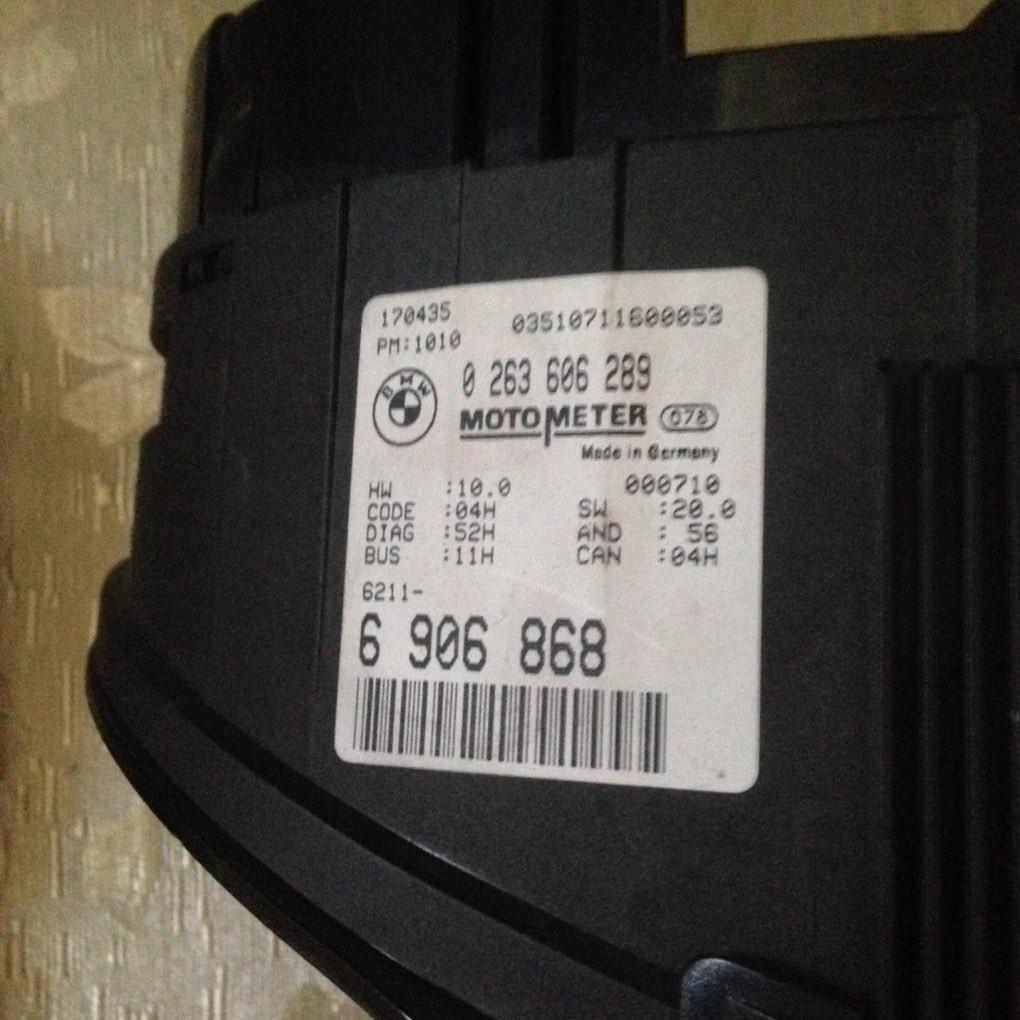 170435 03510711600053
PM:1010
BMW
0 263 606 289
MOTOMETER 078
Made in Germany
000710
HW :10.0
CODE :04H SW :20.0
DIAG :52H AND : 56
BUS :11H CAN :04H
6211-
6 906 868